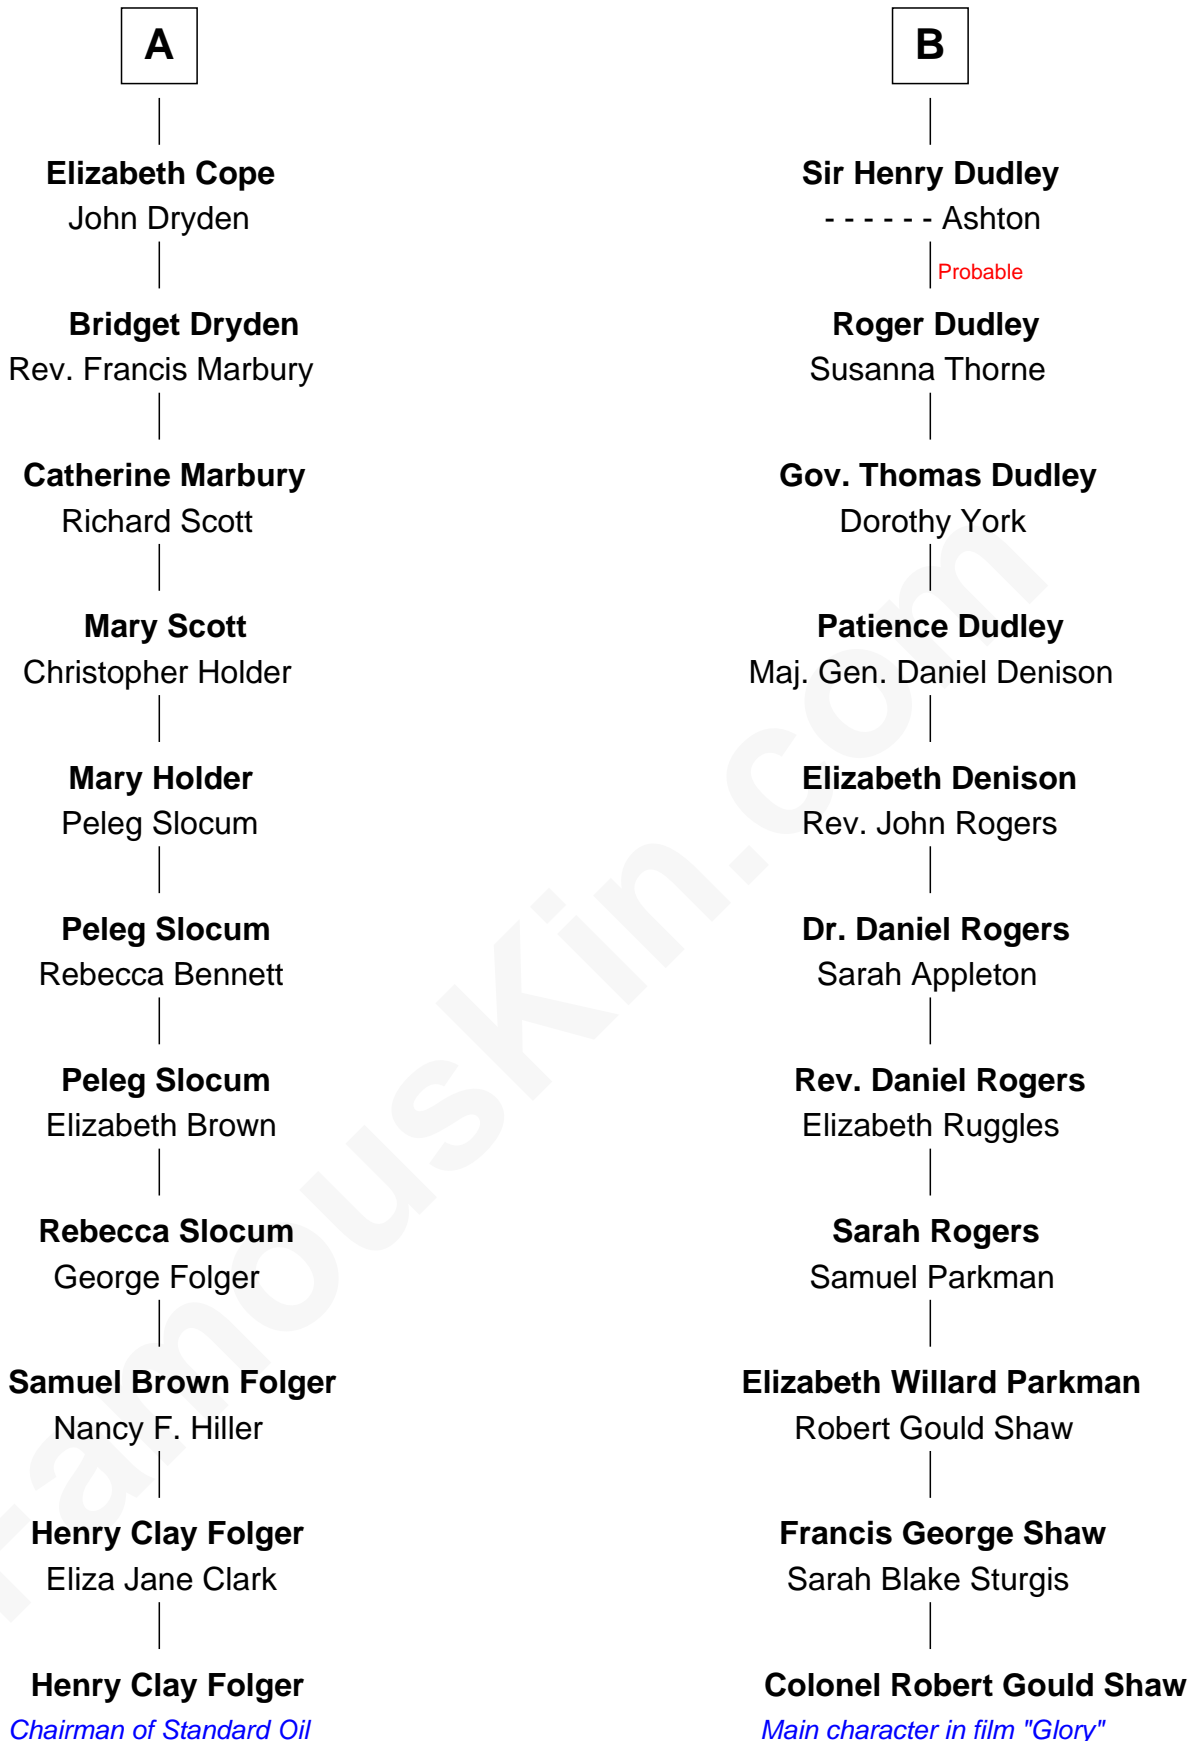 A
Elizabeth Cope
John Dryden
Bridget Dryden
Rev. Francis Marbury
Catherine Marbury
Richard Scott
Mary Scott
Christopher Holder
Mary Holder
Peleg Slocum
Peleg Slocum
Rebecca Bennett
Peleg Slocum
Elizabeth Brown
Rebecca Slocum
George Folger
Samuel Brown Folger
Nancy F. Hiller
Henry Clay Folger
Eliza Jane Clark
Henry Clay Folger
Chairman of Standard Oil
B
Sir Henry Dudley
- - - - - - Ashton
Probable
Roger Dudley
Susanna Thorne
Gov. Thomas Dudley
Dorothy York
Patience Dudley
Maj. Gen. Daniel Denison
Elizabeth Denison
Rev. John Rogers
Dr. Daniel Rogers
Sarah Appleton
Rev. Daniel Rogers
Elizabeth Ruggles
Sarah Rogers
Samuel Parkman
Elizabeth Willard Parkman
Robert Gould Shaw
Francis George Shaw
Sarah Blake Sturgis
Colonel Robert Gould Shaw
Main character in film "Glory"
FamousKin.com